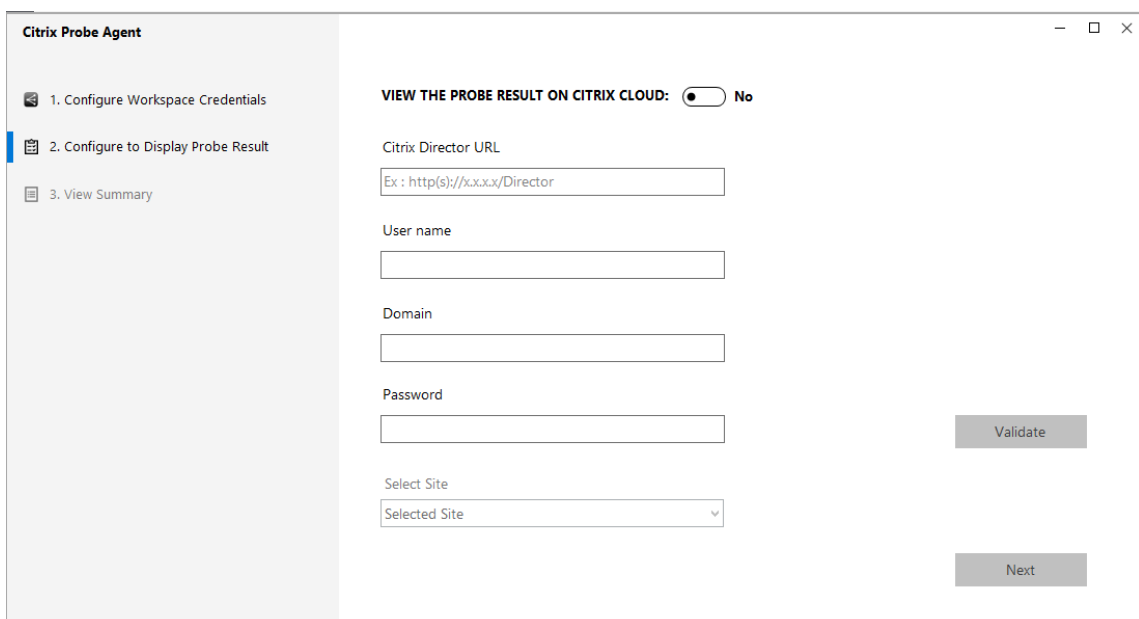 Citrix Probe Agent
1. Configure Workspace Credentials
2. Configure to Display Probe Result
3. View Summary
VIEW THE PROBE RESULT ON CITRIX CLOUD: No
Citrix Director URL
Ex : http(s)://x.x.x.x/Director
User name
Domain
Password
Validate
Select Site
Selected Site
Next